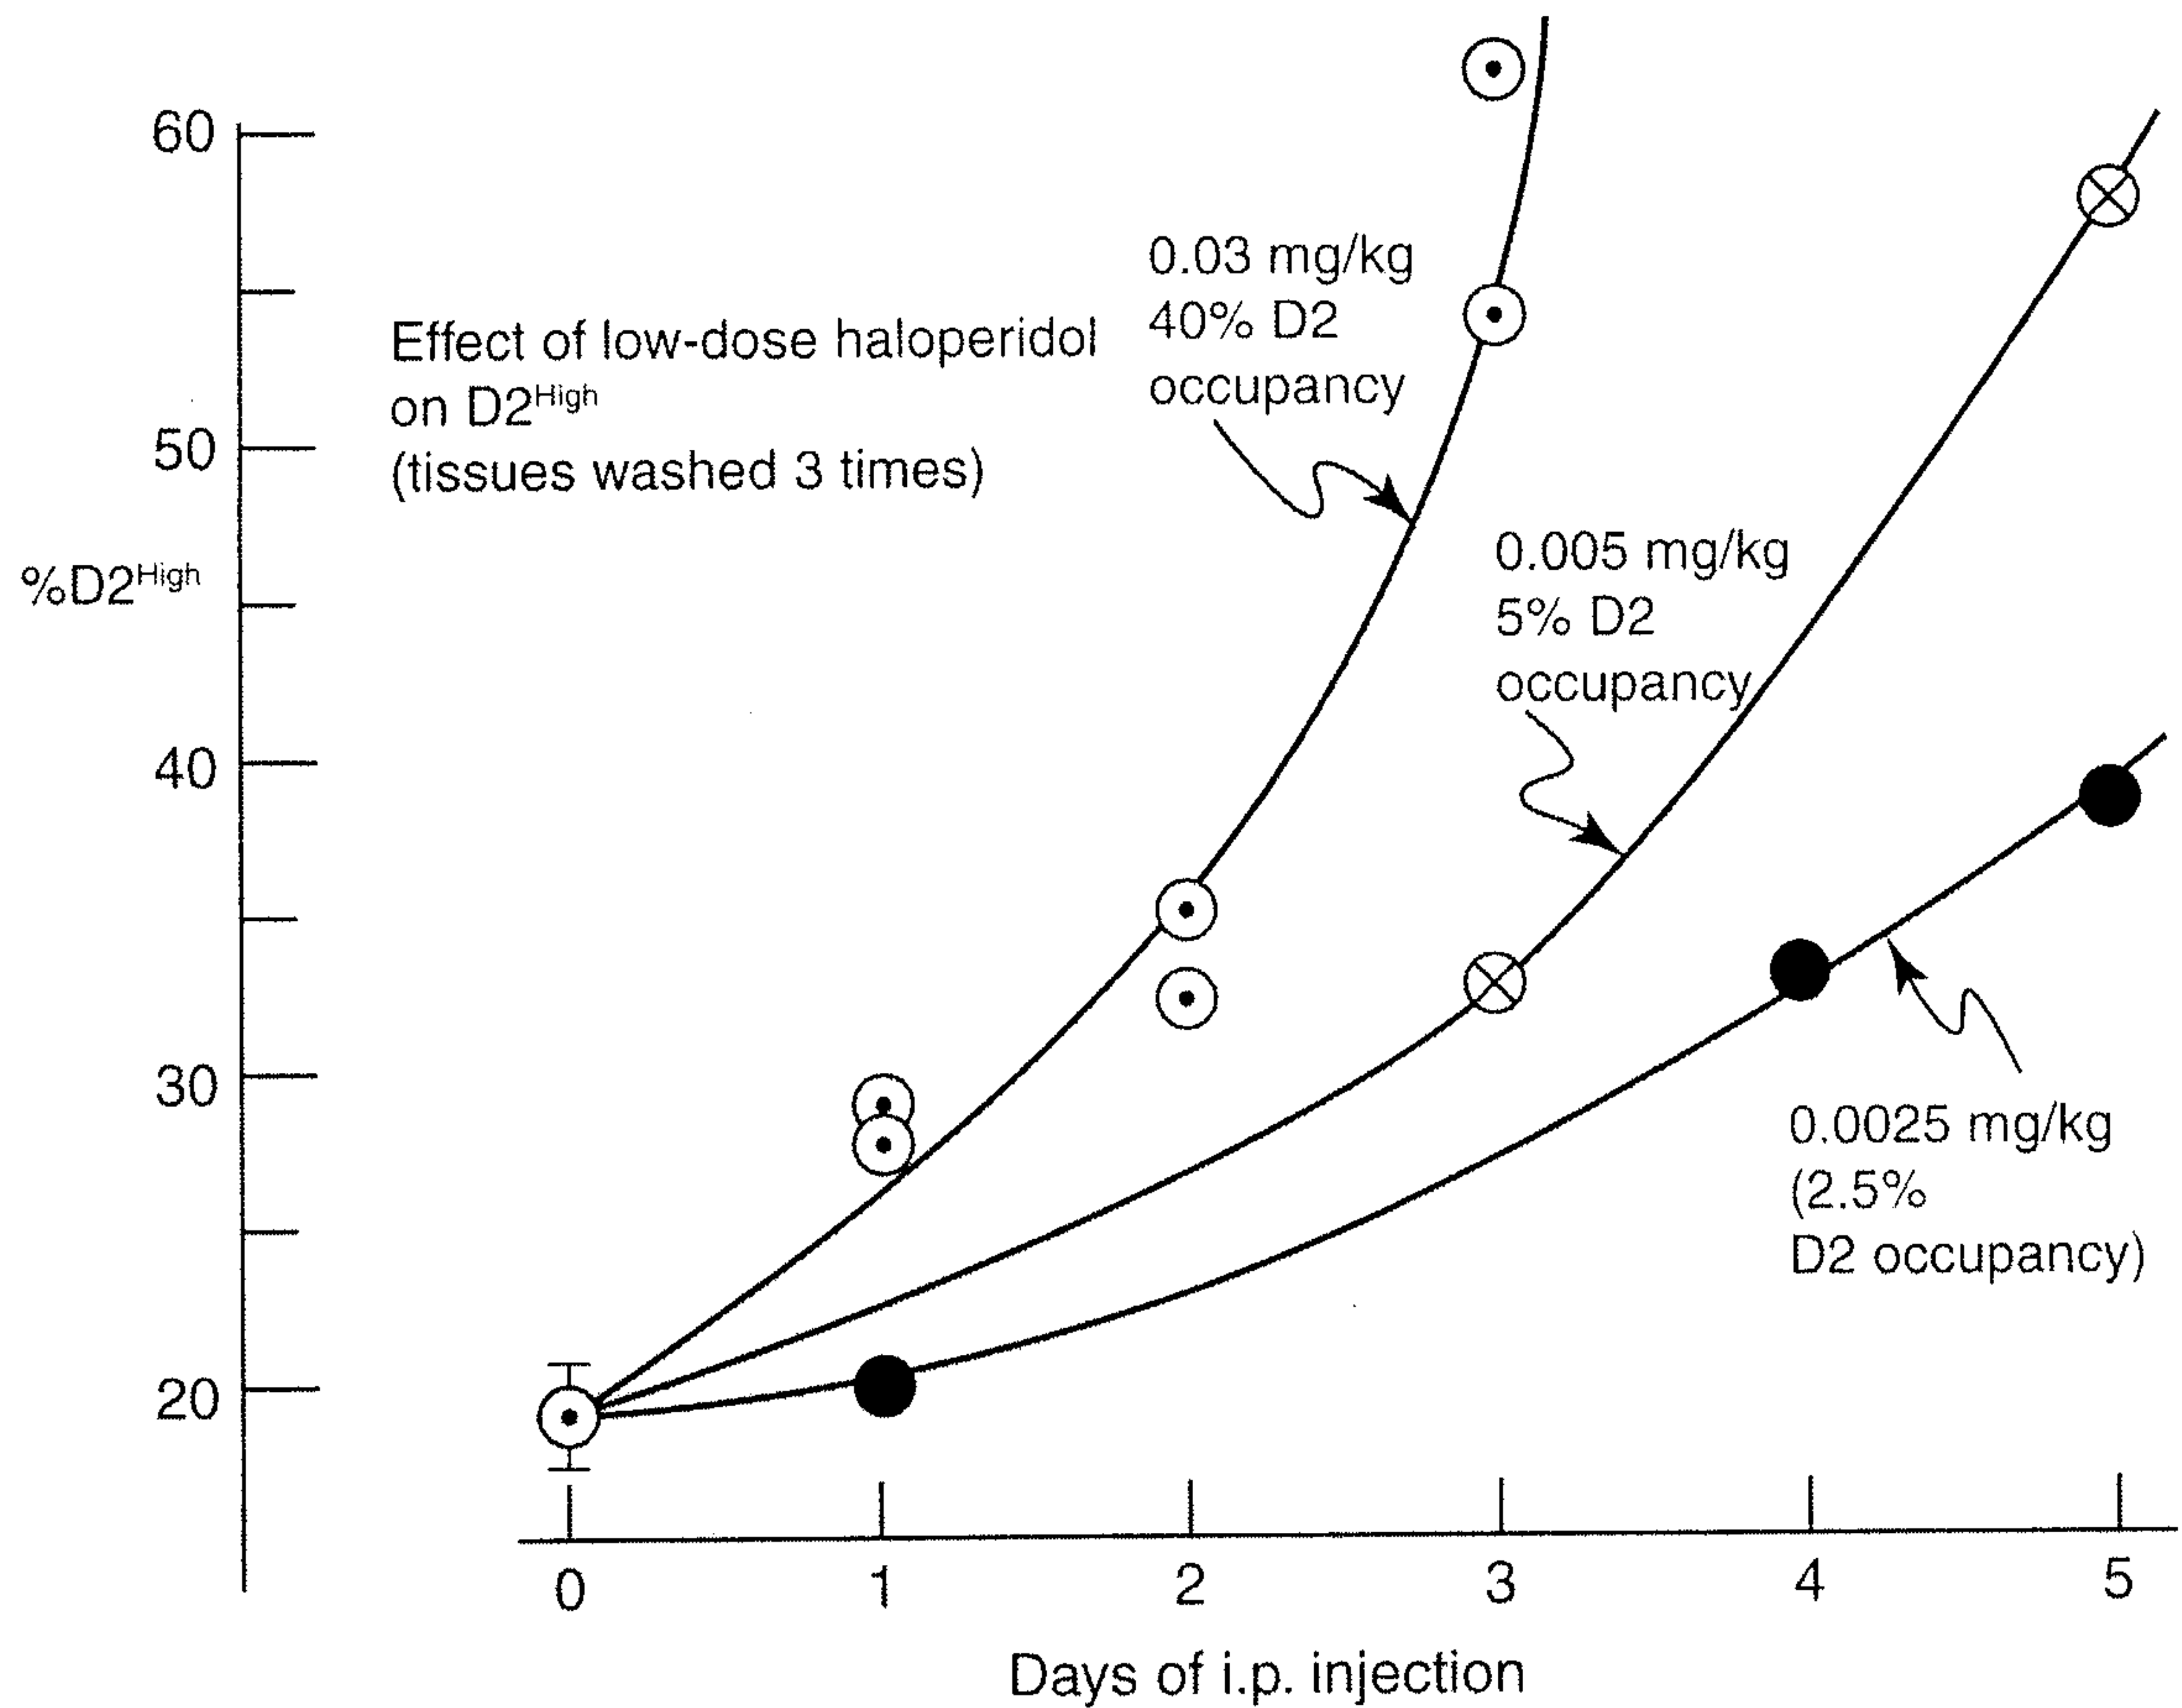 60
0.03 mg/kg
40% D2
occupancy
Effect of low-dose haloperidol
on D2High
(tissues washed 3 times)
50
%D2High
0.005 mg/kg
5% D2
occupancy
40
30
0.0025 mg/kg
(2.5%
D2 occupancy)
20
0 1 2 3 4 5
Days of i.p. injection